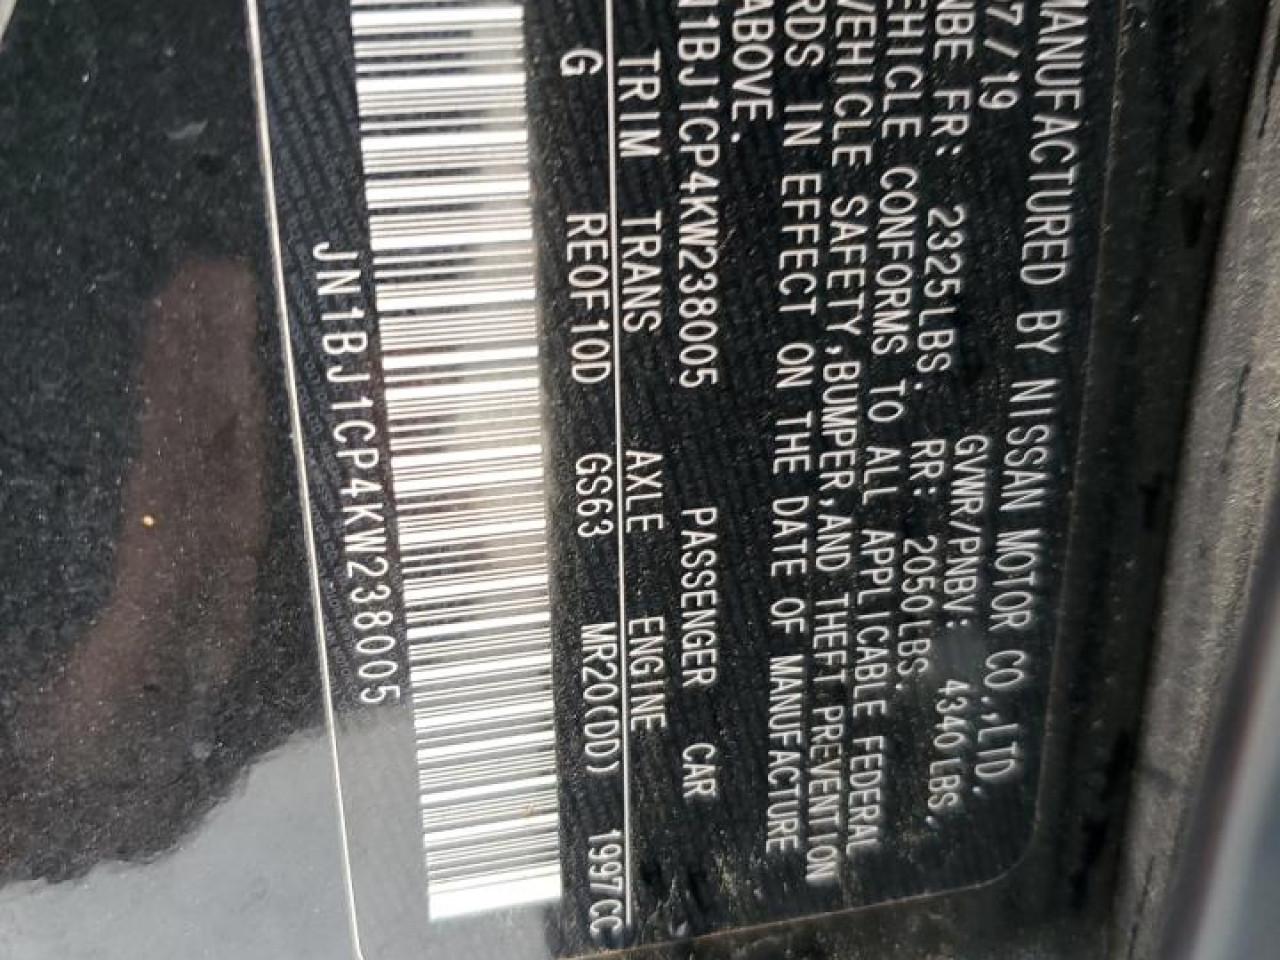 MANUFACTURED BY NISSAN MOTOR CO.,LTD.
7/19 GVWR/PNBV: 4340 LBS.
NBE FR: 2325LBS. RR: 2050LBS.
EHICLE CONFORMS TO ALL APPLICABLE FEDERAL
VEHICLE SAFETY,BUMPER,AND THEFT PREVENTION
RDS IN EFFECT ON THE DATE OF MANUFACTURE
ABOVE.
N1BJ1CP4KW238005 PASSENGER CAR
TRIM TRANS AXLE ENGINE
G RE0F10D GS63 MR20(DD) 1997CC
JN1BJ1CP4KW238005